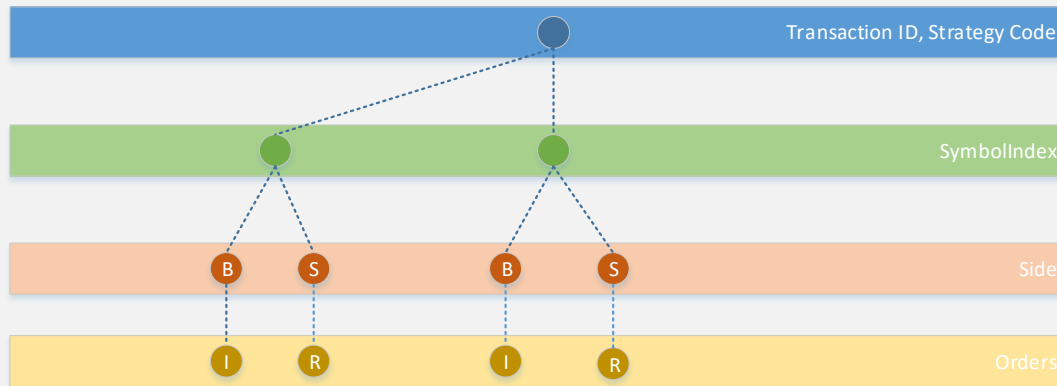 Transaction ID, Strategy Code
SymbolIndex
B S B S Side
I R I R Orders